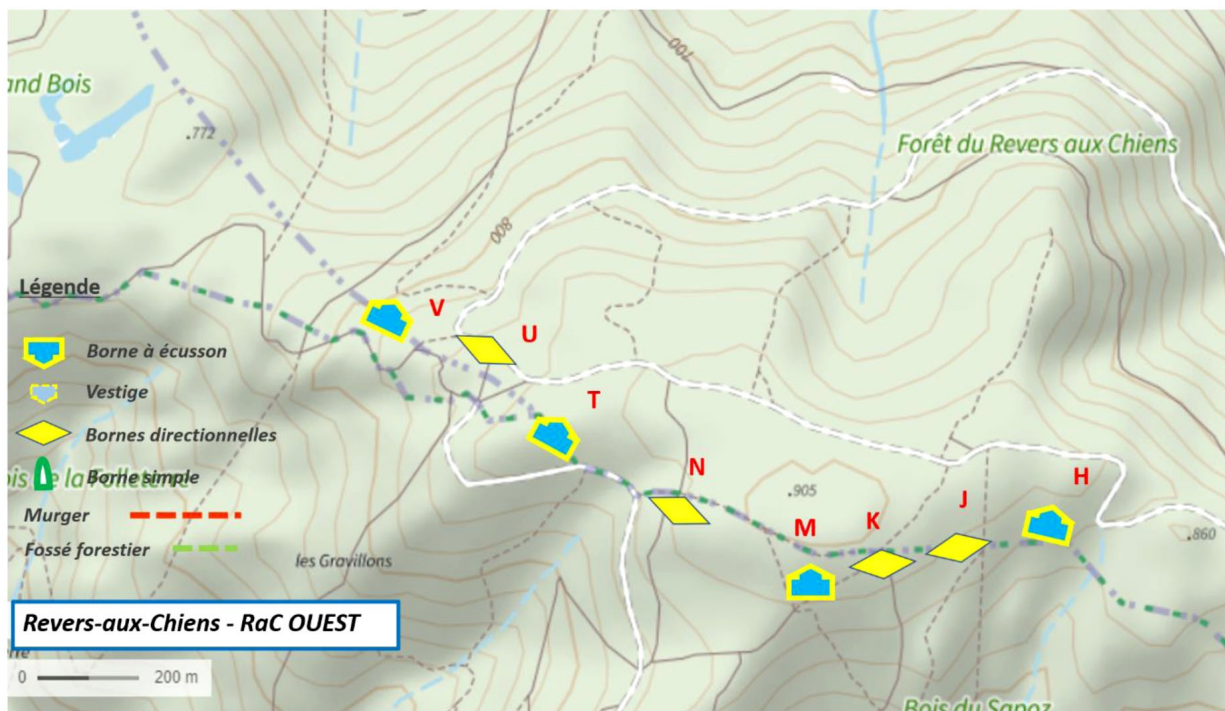 and Bois
.772
700
Forêt du Revers aux Chiens
800
Légende
V
U
Borne à écusson
Vestige
T
Bornes directionnelles
N
H
Borne simple
.905
J
M
K
Murger
Fossé forestier
les Gravillons
.860
Revers-aux-Chiens - RaC OUEST
0 200 m
Bois du Sapoz